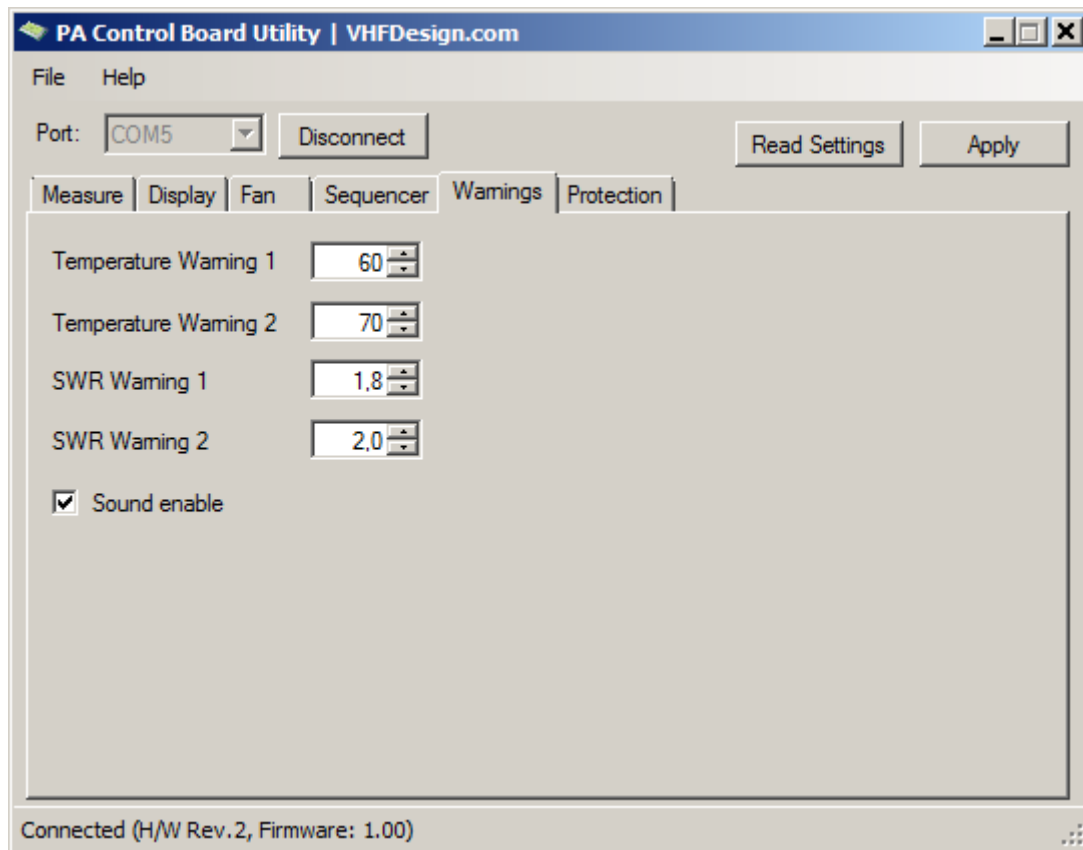 PA Control Board Utility | VHFDesign.com
File Help
Port: COM5 Disconnect Read Settings Apply
Measure Display Fan Sequencer Warnings Protection
Temperature Warning 1 60
Temperature Warning 2 70
SWR Warning 1 1,8
SWR Warning 2 2,0
Sound enable
Connected (H/W Rev.2, Firmware: 1.00)